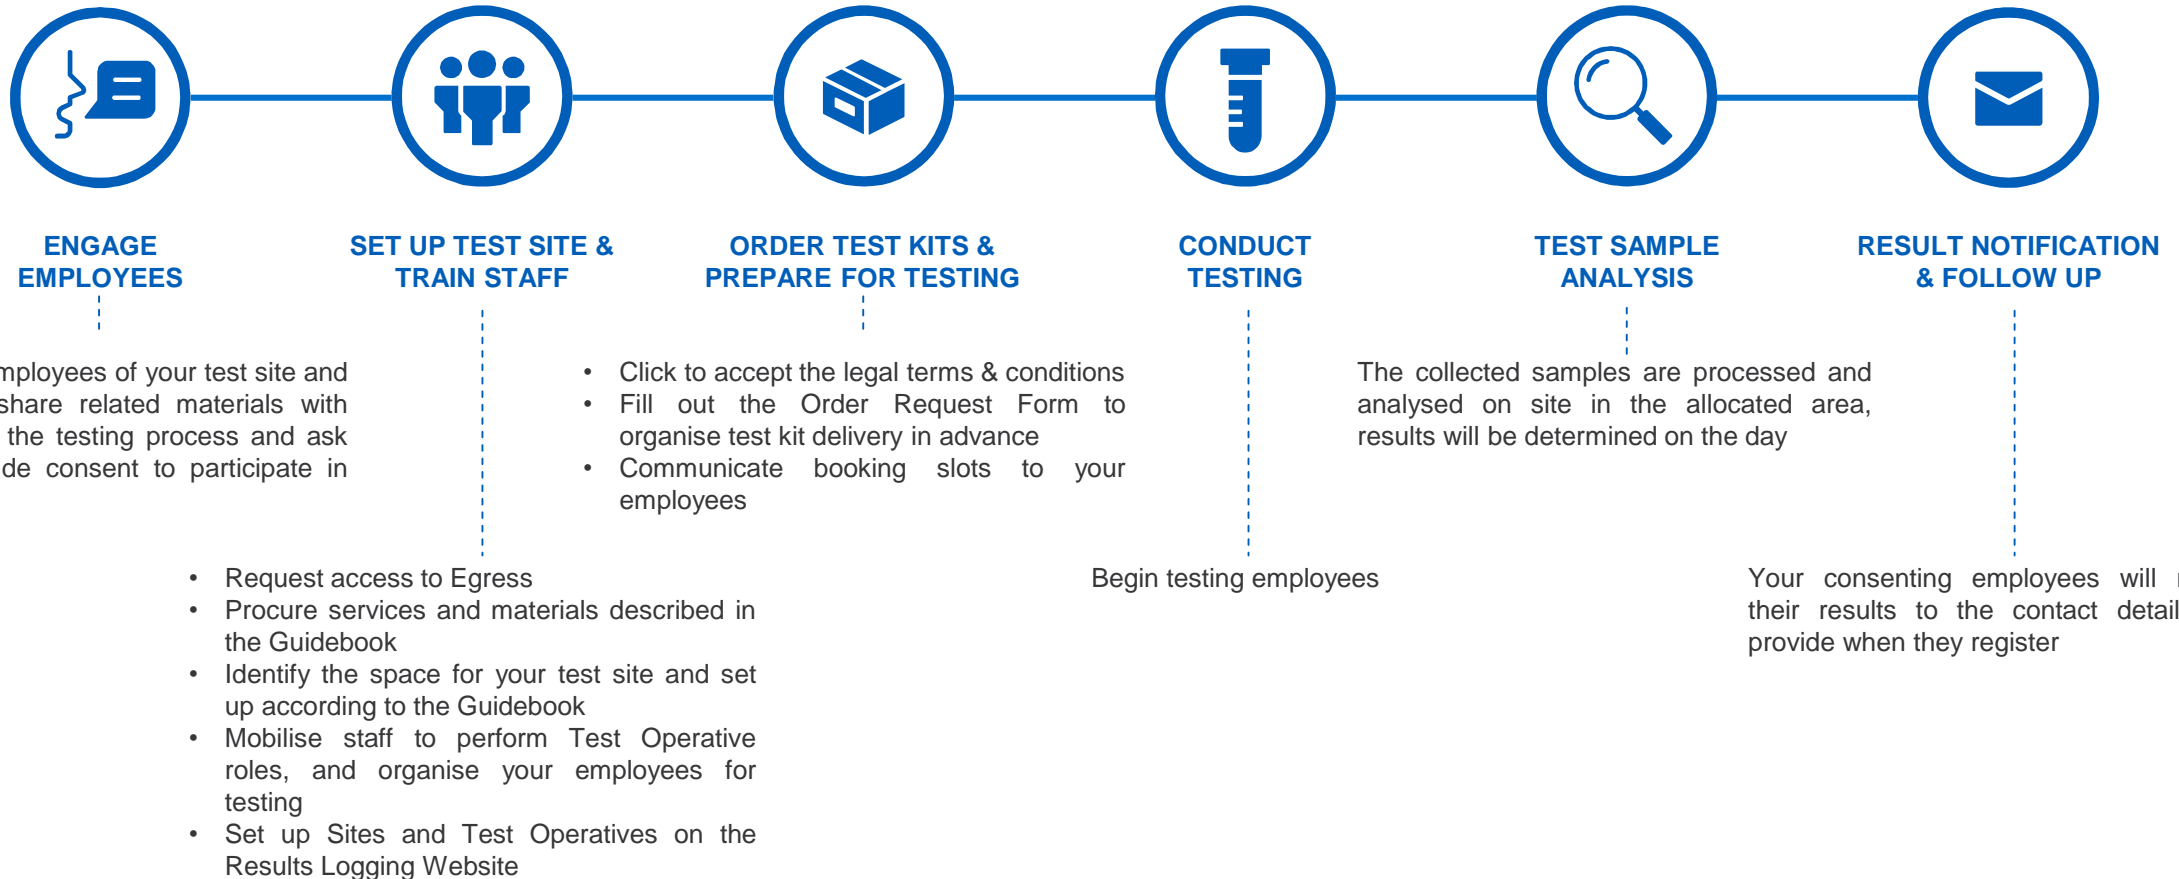 ENGAGE
EMPLOYEES
SET UP TEST SITE &
TRAIN STAFF
ORDER TEST KITS &
PREPARE FOR TESTING
CONDUCT
TESTING
TEST SAMPLE
ANALYSIS
RESULT NOTIFICATION
& FOLLOW UP
of your test site and
share related materials with
the testing process and ask
consent to participate in
• Request access to Egress
• Procure services and materials described in
the Guidebook
• Identify the space for your test site and set
up according to the Guidebook
• Mobilise staff to perform Test Operative
roles, and organise your employees for
testing
• Set up Sites and Test Operatives on the
Results Logging Website
• Click to accept the legal terms & conditions
• Fill out the Order Request Form to
organise test kit delivery in advance
• Communicate booking slots to your
employees
Begin testing employees
The collected samples are processed and
analysed on site in the allocated area,
results will be determined on the day
Your consenting employees will
their results to the contact
provide when they register